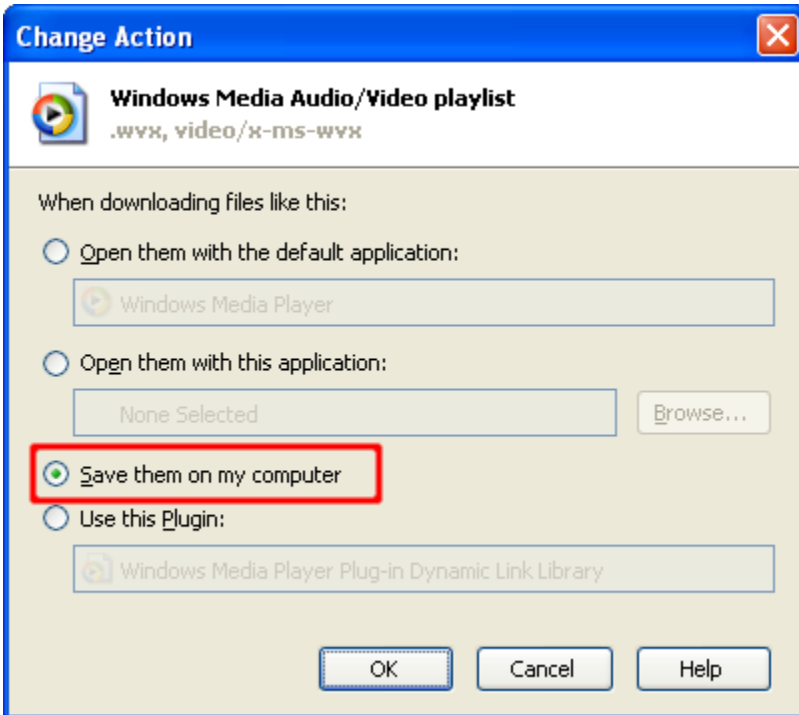 Change Action
Windows Media Audio/Video playlist
.wvx, video/x-ms-wvx
When downloading files like this:
Open them with the default application:
Windows Media Player
Open them with this application:
None Selected
Browse...
Save them on my computer
Use this Plugin:
Windows Media Player Plug-in Dynamic Link Library
OK
Cancel
Help